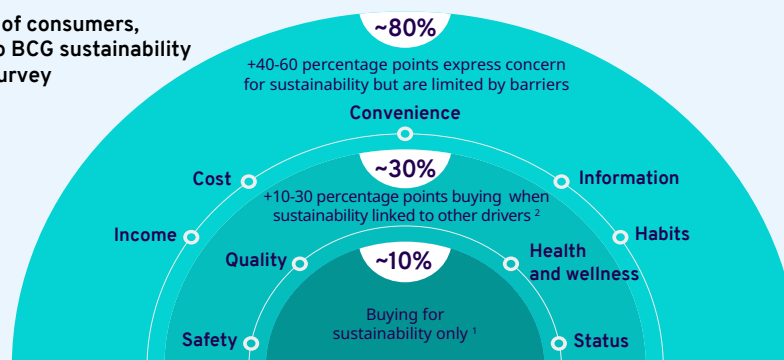 of consumers,
BCG sustainability
urvey
~80%
+40-60 percentage points express concern
for sustainability but are limited by barriers
Convenience
Cost
Information
Income
Habits
~30%
+10-30 percentage points buying when
sustainability linked to other drivers ²
Quality
Health
and wellness
Safety
Status
~10%
Buying for
sustainability only ¹